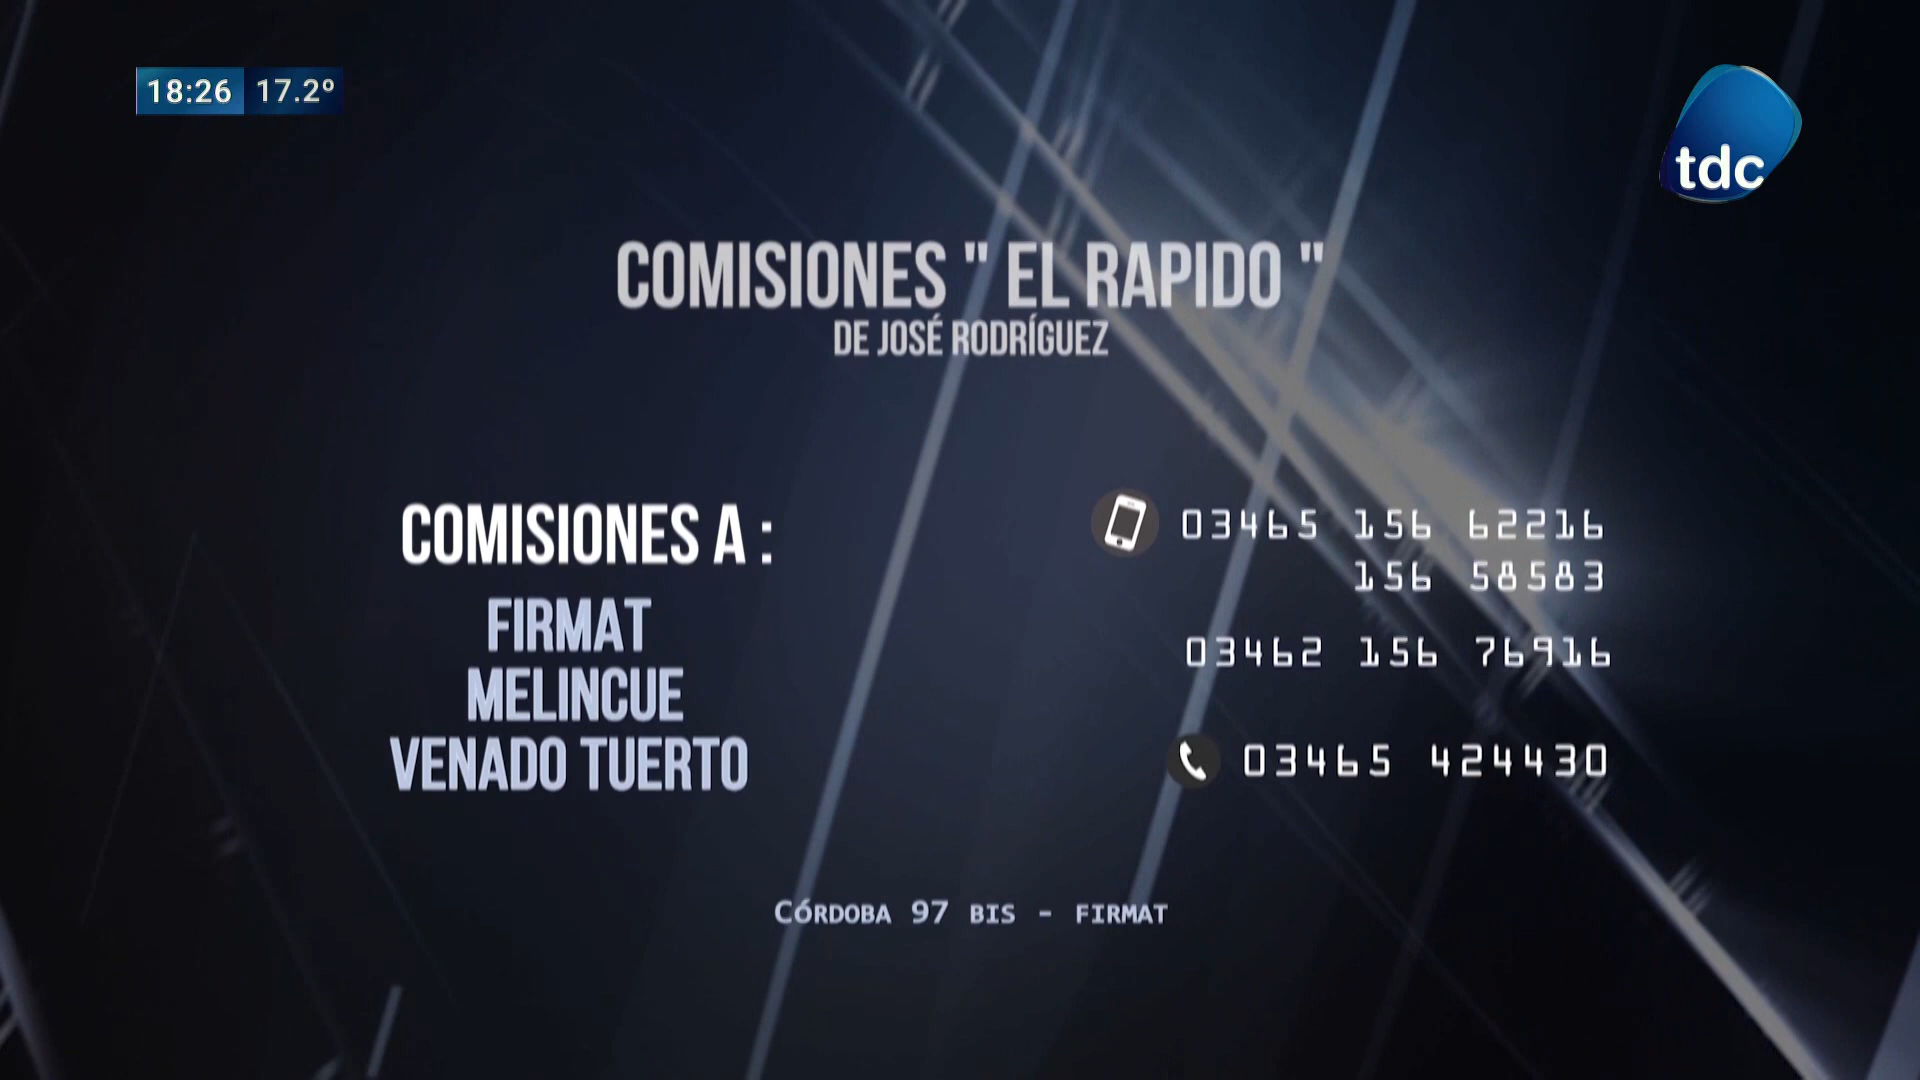 18:26 17.2º
tdc
COMISIONES " EL RAPIDO "
DE JOSÉ RODRÍGUEZ
COMISIONES A :
FIRMAT
MELINCUE
VENADO TUERTO
03465 156 62216
156 58583
03462 156 76916
03465 424430
CÓRDOBA 97 BIS - FIRMAT